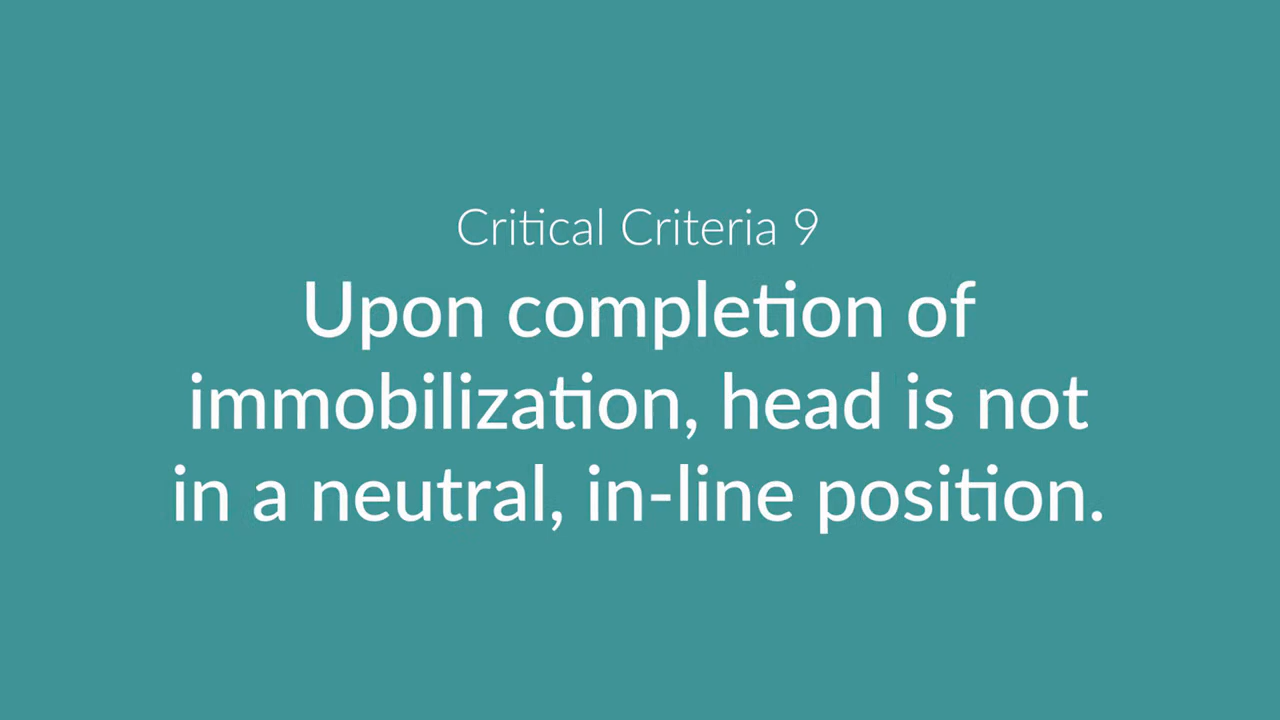 Critical Criteria 9
Upon completion of
immobilization, head is not
in a neutral, in-line position.